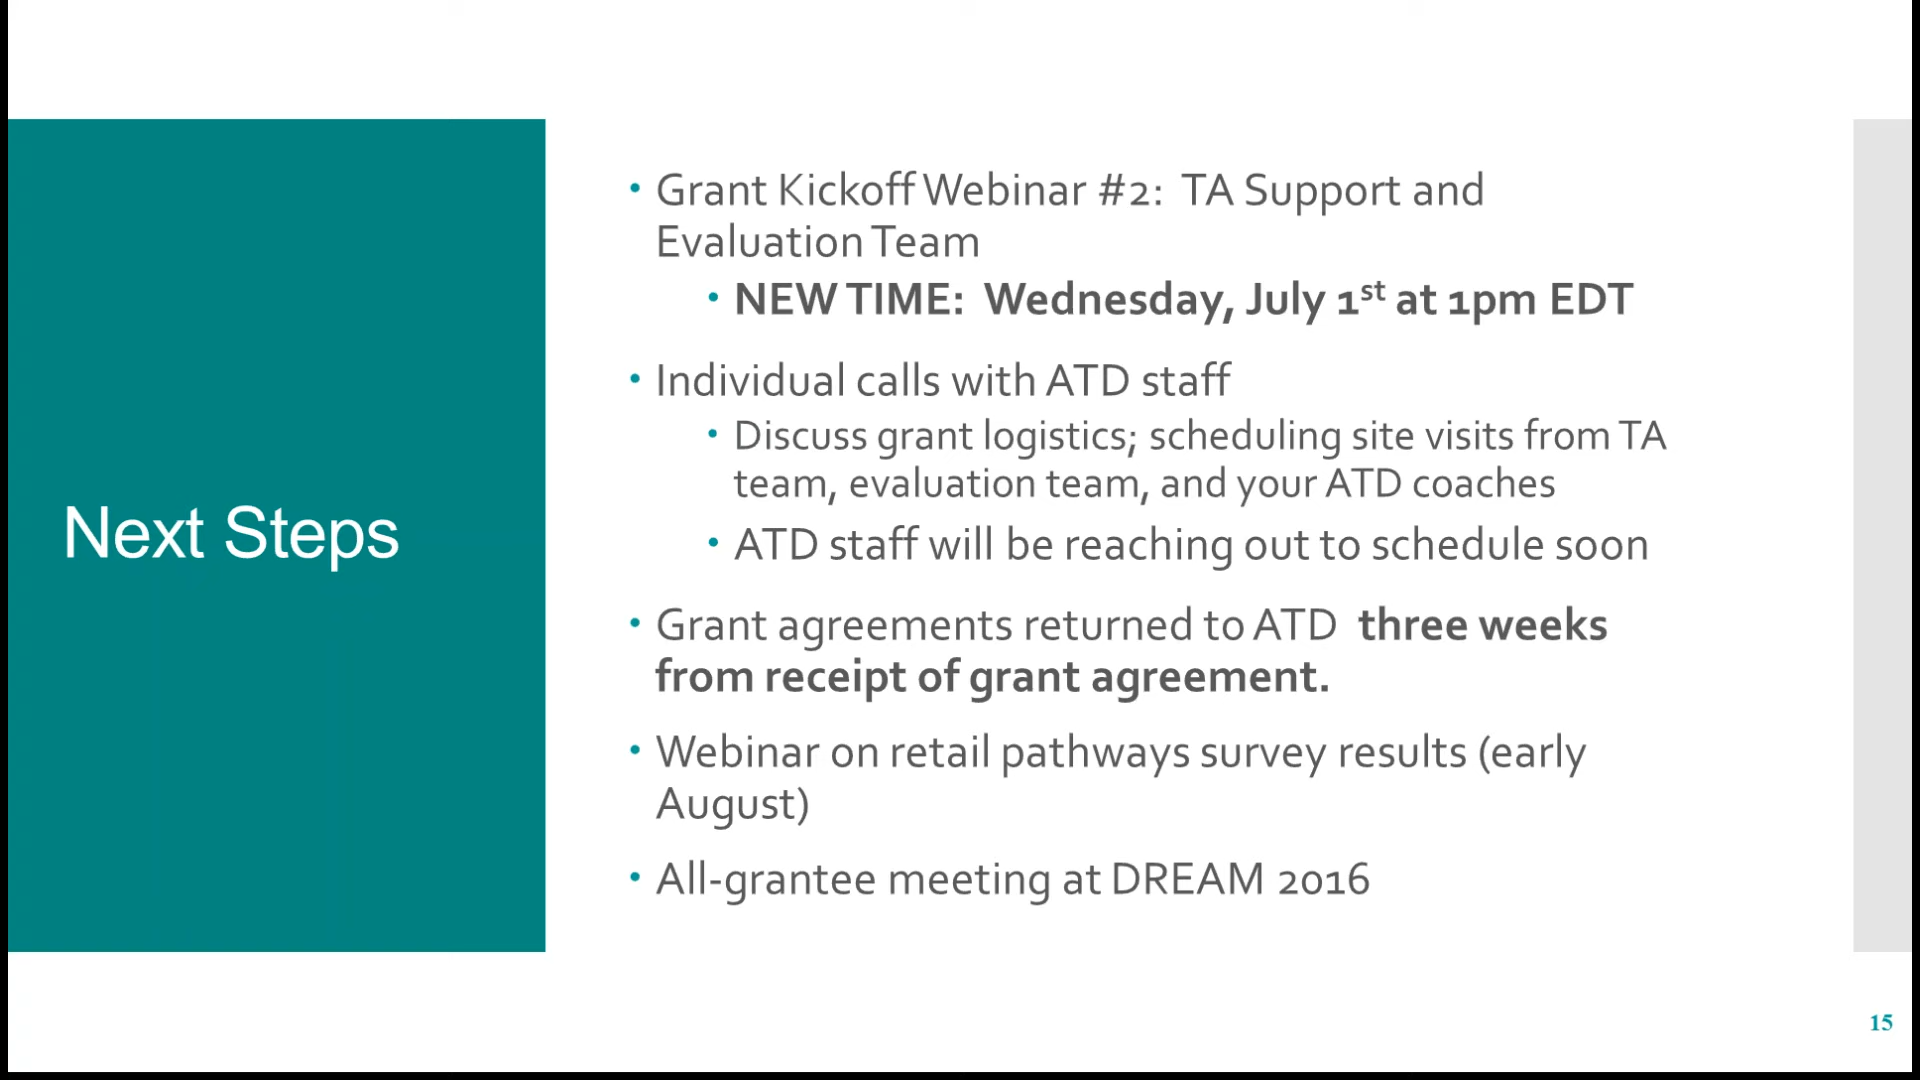 Next Steps
• Grant Kickoff Webinar #2:  TA Support and
Evaluation Team
• NEW TIME:  Wednesday, July 1st at 1pm EDT
• Individual calls with ATD staff
• Discuss grant logistics; scheduling site visits from TA
team, evaluation team, and your ATD coaches
• ATD staff will be reaching out to schedule soon
• Grant agreements returned to ATD  three weeks
from receipt of grant agreement.
• Webinar on retail pathways survey results (early
August)
• All-grantee meeting at DREAM 2016
15